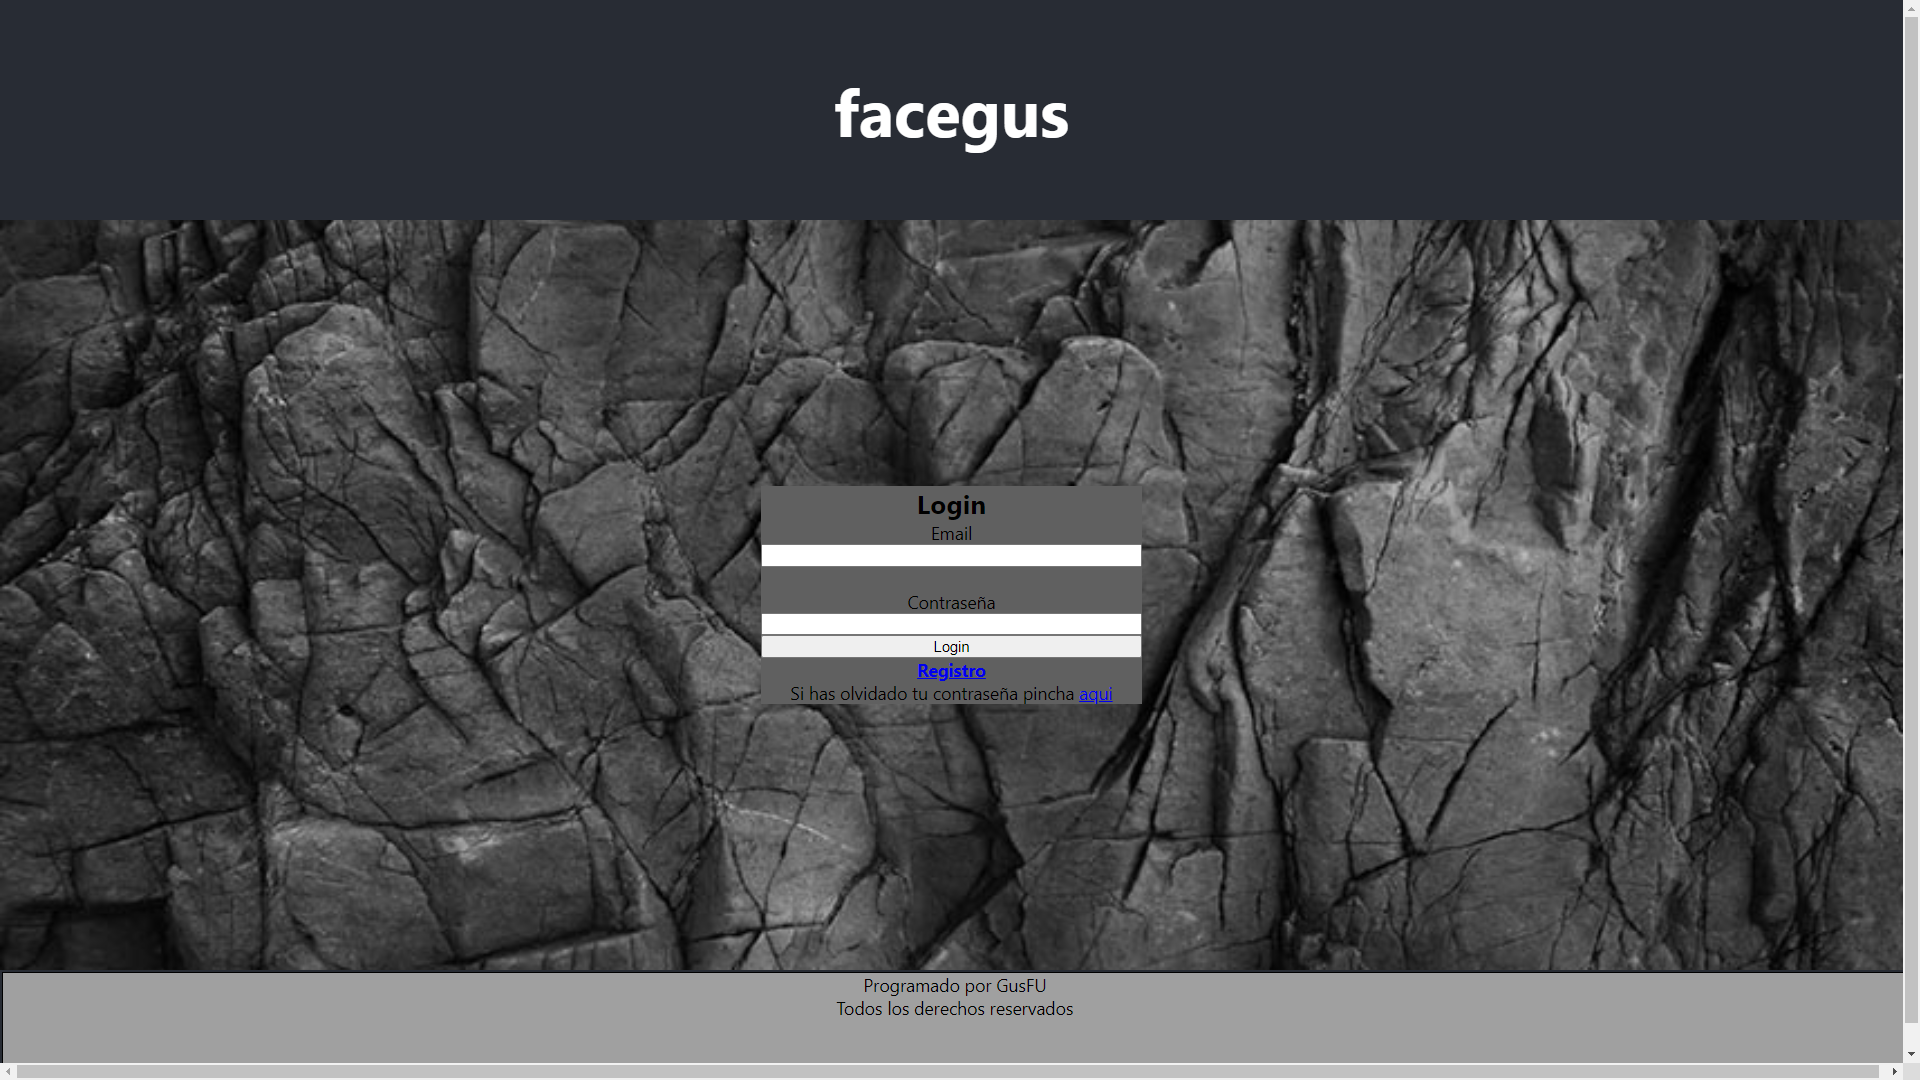 facegus
Login
Email
Contraseña
Login
Registro
Si has olvidado tu contraseña pincha aqui
Programado por GusFU
Todos los derechos reservados